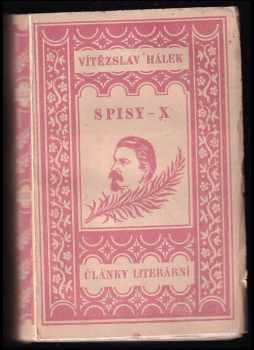 VÍTĚZSLAV HÁLEK
SPISY – X
ČLÁNKY LITERÁRNÍ